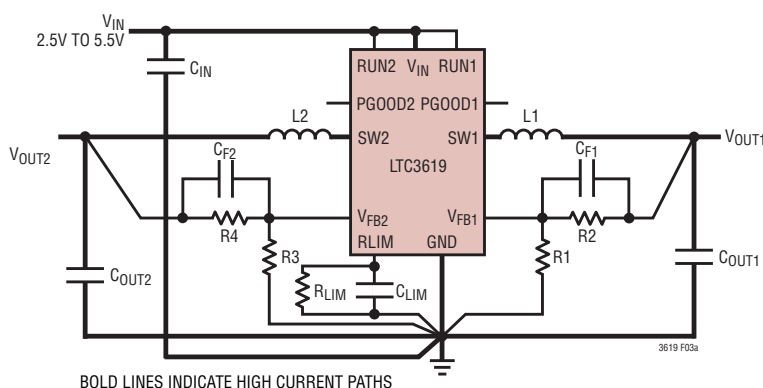 VIN
2.5V TO 5.5V
CIN
RUN2 VIN RUN1
PGOOD2 PGOOD1
L2
L1
SW2 SW1
VOUT2
VOUT1
LTC3619
CF2
CF1
R4
R2
VFB2 VFB1
RLIM GND
R3
R1
COUT2
RLIM
CLIM
COUT1
3619 F03a
BOLD LINES INDICATE HIGH CURRENT PATHS